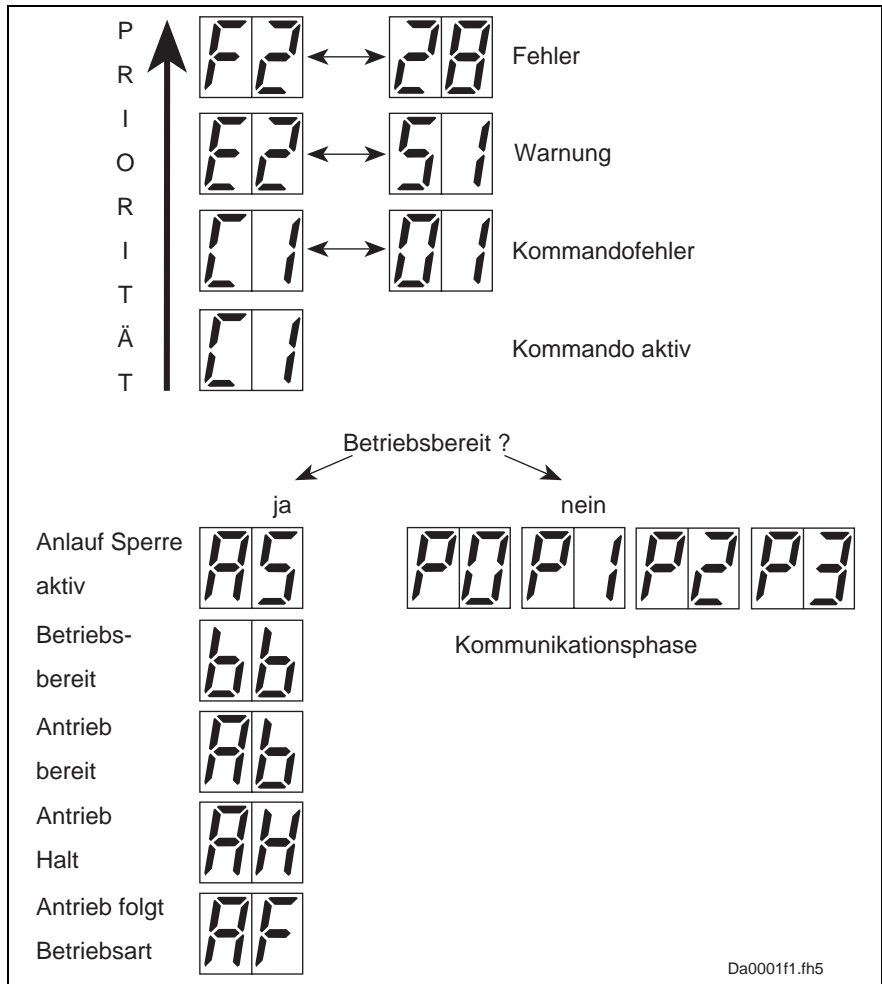 PRIORITÄT
F2 28 Fehler
E2 51 Warnung
C1 01 Kommandofehler
C1 Kommando aktiv
Betriebsbereit ?
ja nein
Anlauf Sperre
aktiv
AS
P0 P1 P2 P3
Kommunikationsphase
Betriebs-
bereit
bb
Antrieb
bereit
Ab
Antrieb
Halt
AH
Antrieb folgt
Betriebsart
AF
Da0001f1.fh5